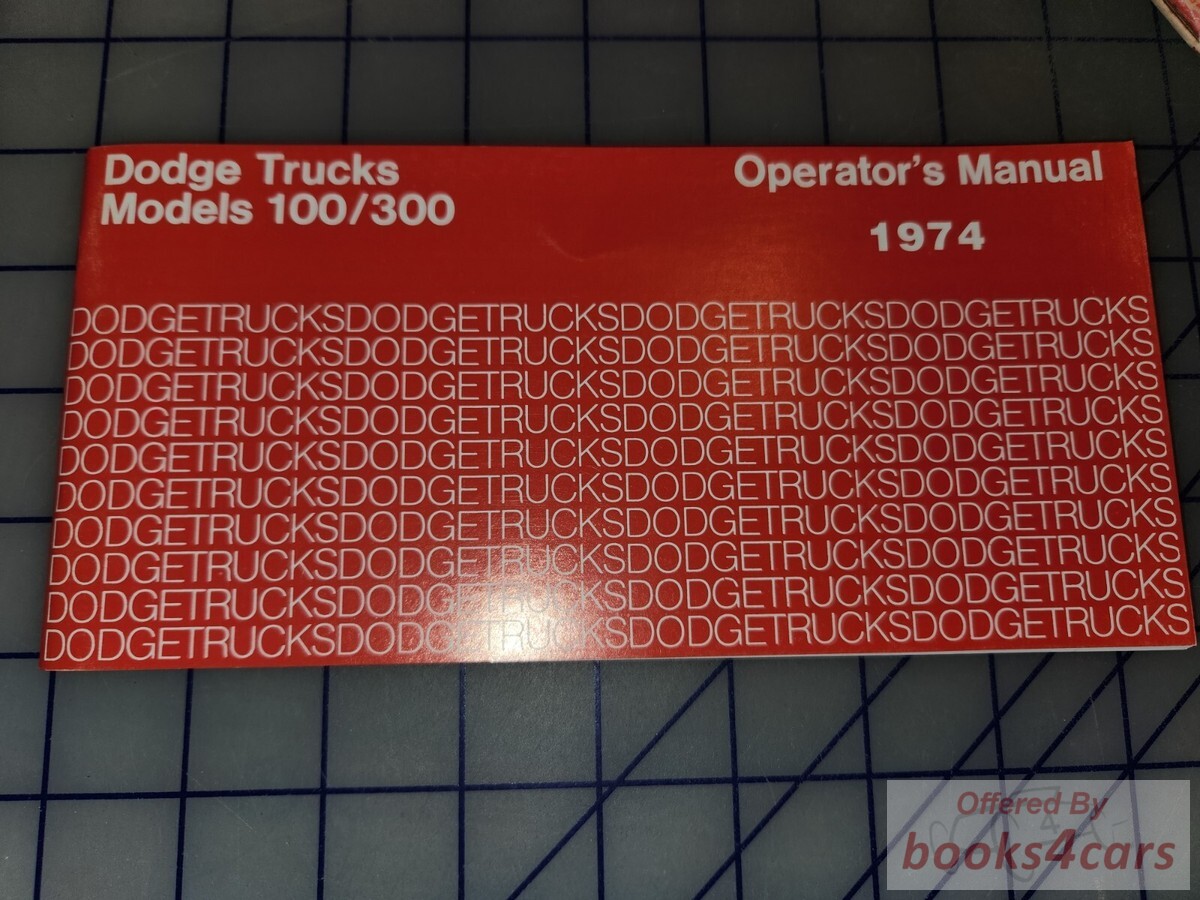 Dodge Trucks
Models 100/300
Operator's Manual
1974
DODGETRUCKSDODGETRUCKSDODGETRUCKSDODGETRUCKS
DODGETRUCKSDODGETRUCKSDODGETRUCKSDODGETRUCKS
DODGETRUCKSDODGETRUCKSDODGETRUCKSDODGETRUCKS
DODGETRUCKSDODGETRUCKSDODGETRUCKSDODGETRUCKS
DODGETRUCKSDODGETRUCKSDODGETRUCKSDODGETRUCKS
DODGETRUCKSDODGETRUCKSDODGETRUCKSDODGETRUCKS
DODGETRUCKSDODGETRUCKSDODGETRUCKSDODGETRUCKS
DODGETRUCKSDODGETRUCKSDODGETRUCKSDODGETRUCKS
DODGETRUCKSDODGETRUCKSDODGETRUCKSDODGETRUCKS
DODGETRUCKSDODGETRUCKSDODGETRUCKSDODGETRUCKS
Offered By
books4cars